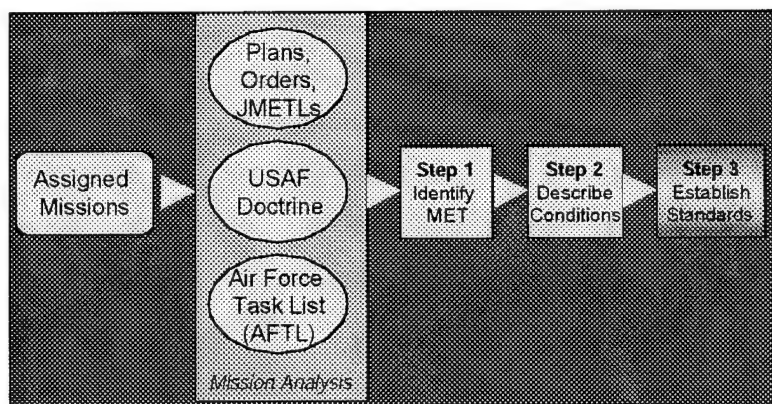 Assigned
Missions
Plans,
Orders,
JMETLs
USAF
Doctrine
Air Force
Task List
(AFTL)
Mission Analysis
Step 1
Identify
MET
Step 2
Describe
Conditions
Step 3
Establish
Standards